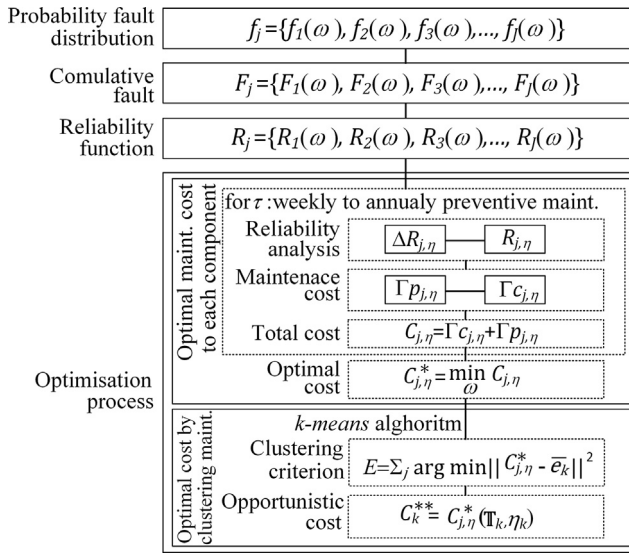 Probability fault distribution
f_j={f_1(ω), f_2(ω), f_3(ω),..., f_J(ω)}
Comulative fault
F_j={F_1(ω), F_2(ω), F_3(ω),..., F_J(ω)}
Reliability function
R_j={R_1(ω), R_2(ω), R_3(ω),..., R_J(ω)}
Optimisation process
Optimal maint. cost to each component
for τ :weekly to annualy preventive maint.
Reliability analysis
ΔR_{j,η}
R_{j,η}
Maintenace cost
Γp_{j,η}
Γc_{j,η}
Total cost
C_{j,η}=Γc_{j,η}+Γp_{j,η}
Optimal cost
C*_{j,η}=min_ω C_{j,η}
Optimal cost by clustering maint.
k-means alghoritm
Clustering criterion
E=Σ_j arg min||C*_{j,η} - e̅_k||²
Opportunistic cost
C_k**= C*_{j,η}(𝕋_k,η_k)